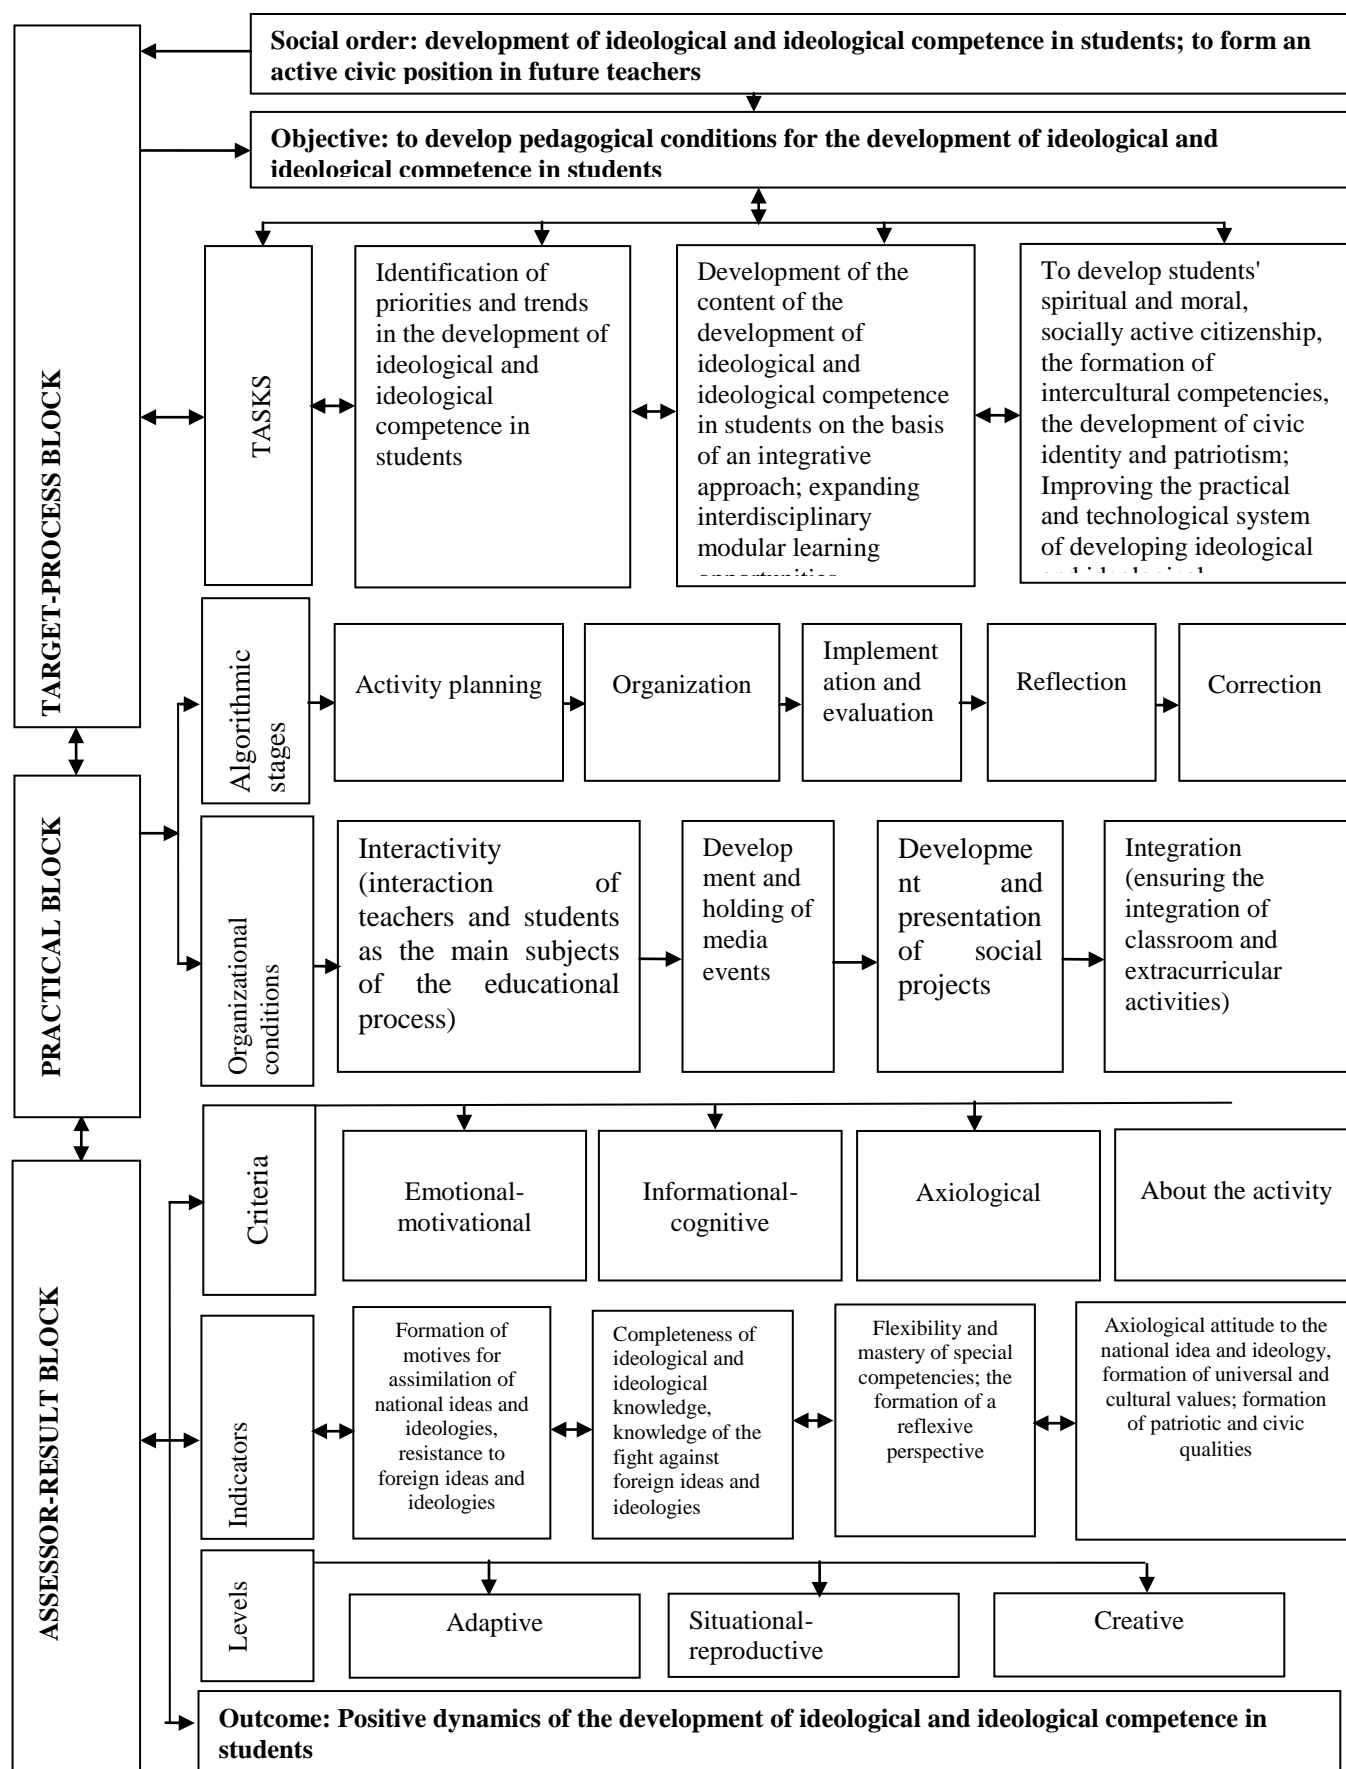 Social order: development of ideological and ideological competence in students; to form an
active civic position in future teachers
Objective: to develop pedagogical conditions for the development of ideological and
ideological competence in students
TARGET-PROCESS BLOCK
TASKS
Identification of
priorities and trends
in the development of
ideological and
ideological
competence in
students
Development of the
content of the
development of
ideological and
ideological competence
in students on the basis
of an integrative
approach; expanding
interdisciplinary
modular learning
opportunities
To develop students'
spiritual and moral,
socially active citizenship,
the formation of
intercultural competencies,
the development of civic
identity and patriotism;
Improving the practical
and technological system
of developing ideological
and ideological
Algorithmic
stages
Activity planning
Organization
Implement
ation and
evaluation
Reflection
Correction
PRACTICAL BLOCK
Organizational
conditions
Interactivity
(interaction of
teachers and students
as the main subjects
of the educational
process)
Develop
ment and
holding of
media
events
Developme
nt and
presentation
of social
projects
Integration
(ensuring the
integration of
classroom and
extracurricular
activities)
ASSESSOR-RESULT BLOCK
Criteria
Emotional-
motivational
Informational-
cognitive
Axiological
About the activity
Indicators
Formation of
motives for
assimilation of
national ideas and
ideologies,
resistance to
foreign ideas and
ideologies
Completeness of
ideological and
ideological
knowledge,
knowledge of the
fight against
foreign ideas and
ideologies
Flexibility and
mastery of special
competencies; the
formation of a
reflexive
perspective
Axiological attitude to the
national idea and ideology,
formation of universal and
cultural values; formation
of patriotic and civic
qualities
Levels
Adaptive
Situational-
reproductive
Creative
Outcome: Positive dynamics of the development of ideological and ideological competence in
students